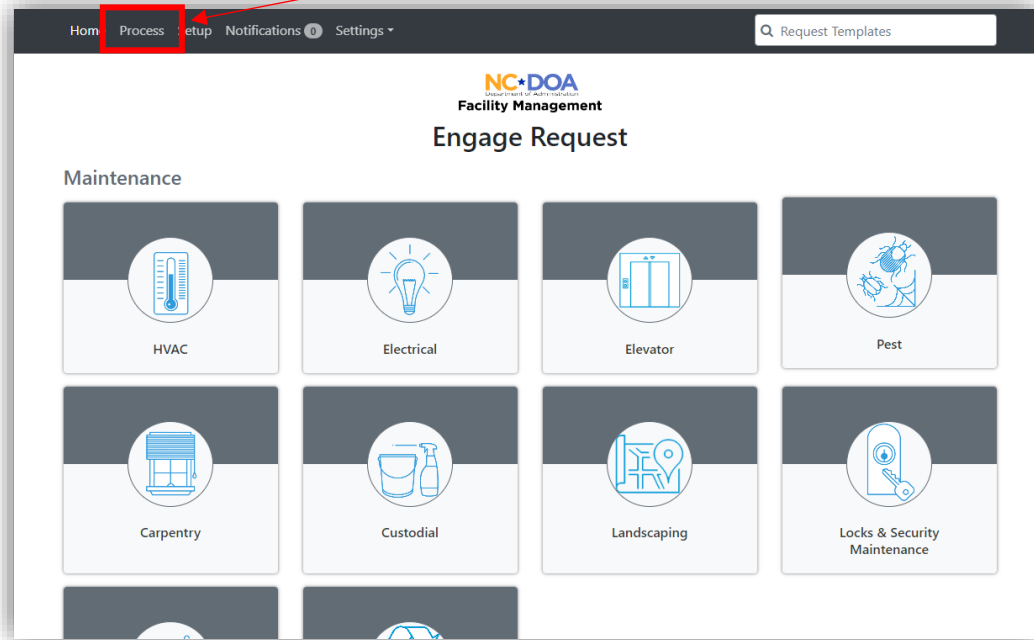 Home Process Setup Notifications 0 Settings Request Templates
NC DOA
Department of Administration
Facility Management
Engage Request
Maintenance
HVAC Electrical Elevator Pest
Carpentry Custodial Landscaping Locks & Security
Maintenance